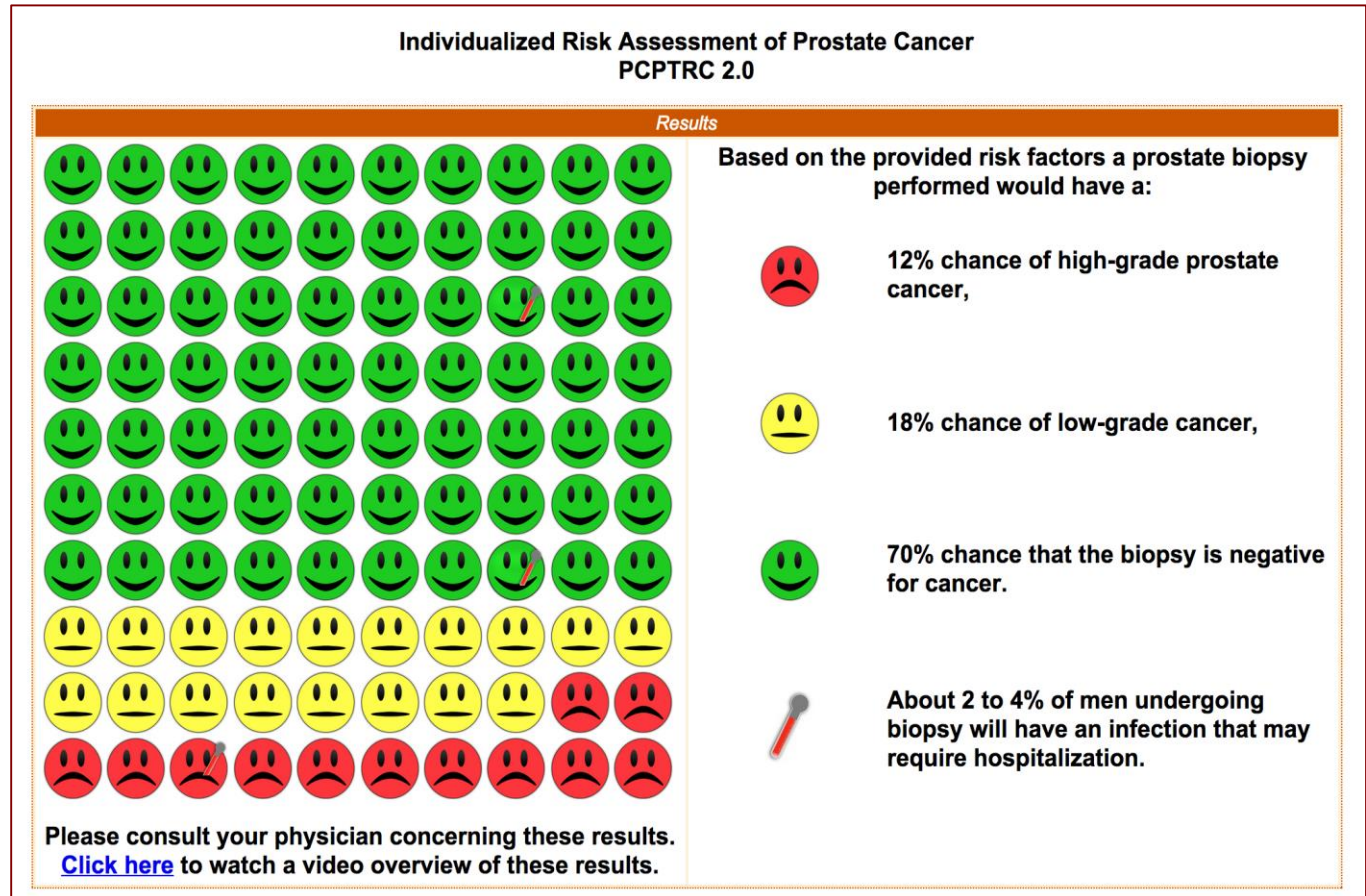 Individualized Risk Assessment of Prostate Cancer
PCPTRC 2.0
Results
Based on the provided risk factors a prostate biopsy
performed would have a:
12% chance of high-grade prostate
cancer,
18% chance of low-grade cancer,
70% chance that the biopsy is negative
for cancer.
About 2 to 4% of men undergoing
biopsy will have an infection that may
require hospitalization.
Please consult your physician concerning these results.
Click here to watch a video overview of these results.